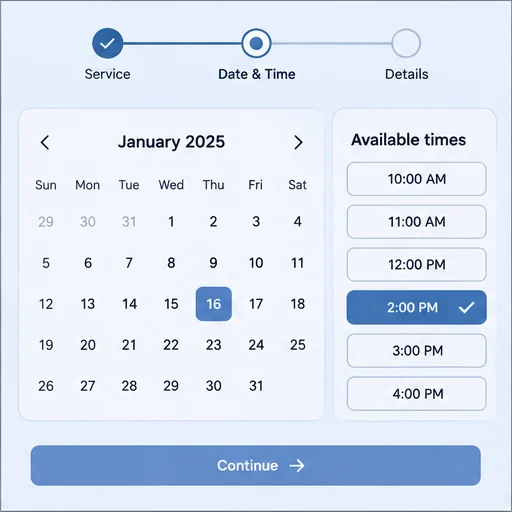 Service Date & Time Details
January 2025
Sun Mon Tue Wed Thu Fri Sat
29 30 31 1 2 3 4
5 6 7 8 9 10 11
12 13 14 15 16 17 18
19 20 21 22 23 24 25
26 27 28 29 30 31
Available times
10:00 AM
11:00 AM
12:00 PM
2:00 PM
3:00 PM
4:00 PM
Continue